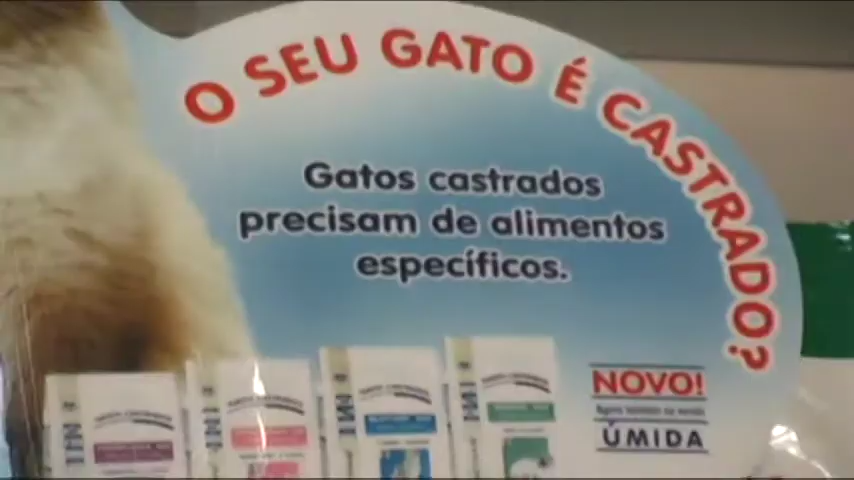 O SEU GATO É CASTRADO?
Gatos castrados
precisam de alimentos
específicos.
NOVO!
ÚMIDA